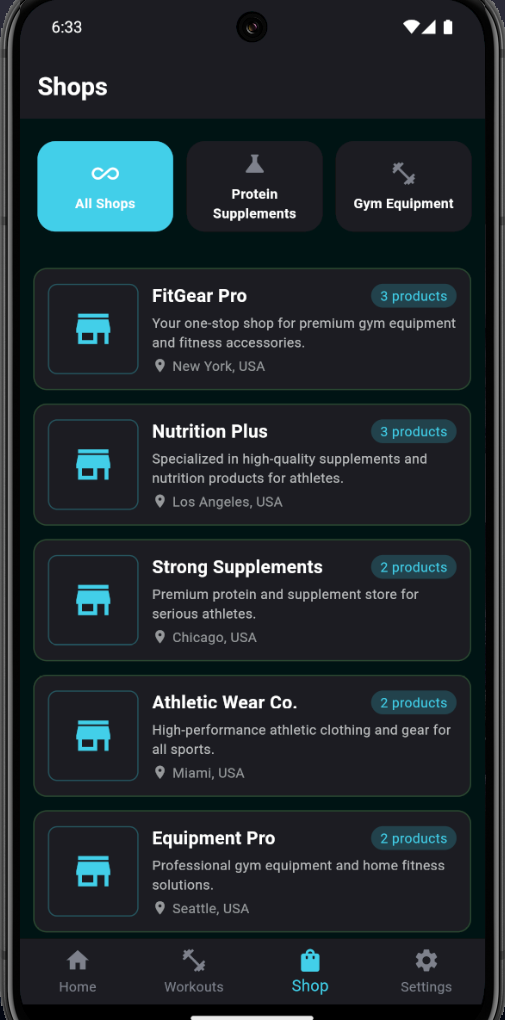 6:33
Shops
All Shops
Protein
Supplements
Gym Equipment
FitGear Pro
3 products
Your one-stop shop for premium gym equipment
and fitness accessories.
New York, USA
Nutrition Plus
3 products
Specialized in high-quality supplements and
nutrition products for athletes.
Los Angeles, USA
Strong Supplements
2 products
Premium protein and supplement store for
serious athletes.
Chicago, USA
Athletic Wear Co.
2 products
High-performance athletic clothing and gear for
all sports.
Miami, USA
Equipment Pro
2 products
Professional gym equipment and home fitness
solutions.
Seattle, USA
Home
Workouts
Shop
Settings